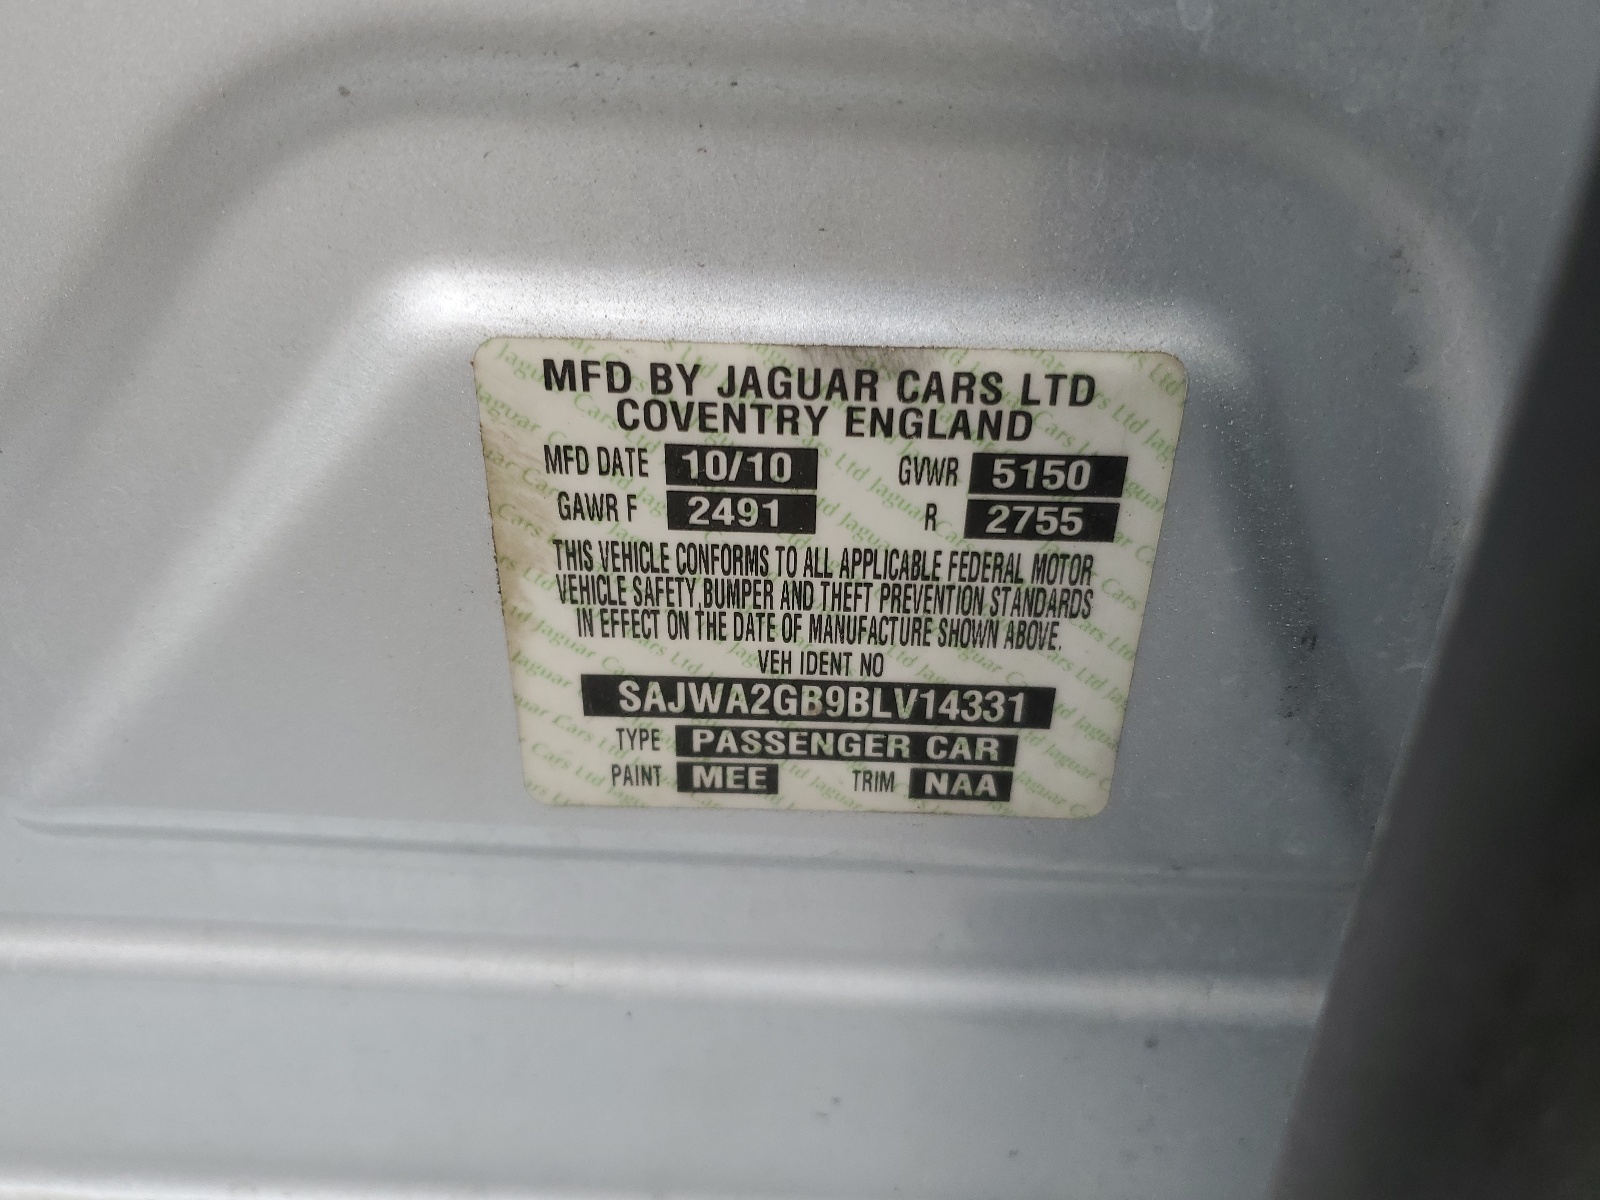 MFD BY JAGUAR CARS LTD
COVENTRY ENGLAND
MFD DATE 10/10 GVWR 5150
GAWR F 2491 R 2755
THIS VEHICLE CONFORMS TO ALL APPLICABLE FEDERAL MOTOR
VEHICLE SAFETY,BUMPER AND THEFT PREVENTION STANDARDS
IN EFFECT ON THE DATE OF MANUFACTURE SHOWN ABOVE.
VEH IDENT NO
SAJWA2GB9BLV14331
TYPE PASSENGER CAR
PAINT MEE TRIM NAA